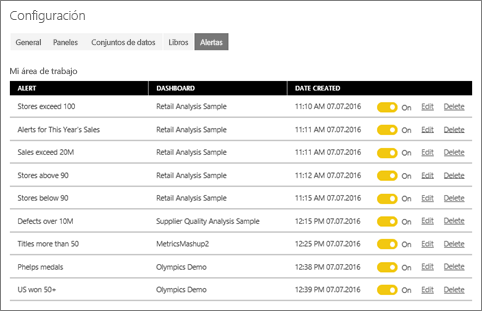 Configuración
General Paneles Conjuntos de datos Libros Alertas
Mi área de trabajo
ALERT DASHBOARD DATE CREATED
Stores exceed 100 Retail Analysis Sample 11:10 AM 07.07.2016 On Edit Delete
Alerts for This Year's Sales Retail Analysis Sample 11:11 AM 07.07.2016 On Edit Delete
Sales exceed 20M Retail Analysis Sample 11:11 AM 07.07.2016 On Edit Delete
Stores above 90 Retail Analysis Sample 11:12 AM 07.07.2016 On Edit Delete
Stores below 90 Retail Analysis Sample 11:15 AM 07.07.2016 On Edit Delete
Defects over 10M Supplier Quality Analysis Sample 12:15 PM 07.07.2016 On Edit Delete
Titles more than 50 MetricsMashup2 12:25 PM 07.07.2016 On Edit Delete
Phelps medals Olympics Demo 12:38 PM 07.07.2016 On Edit Delete
US won 50+ Olympics Demo 12:39 PM 07.07.2016 On Edit Delete